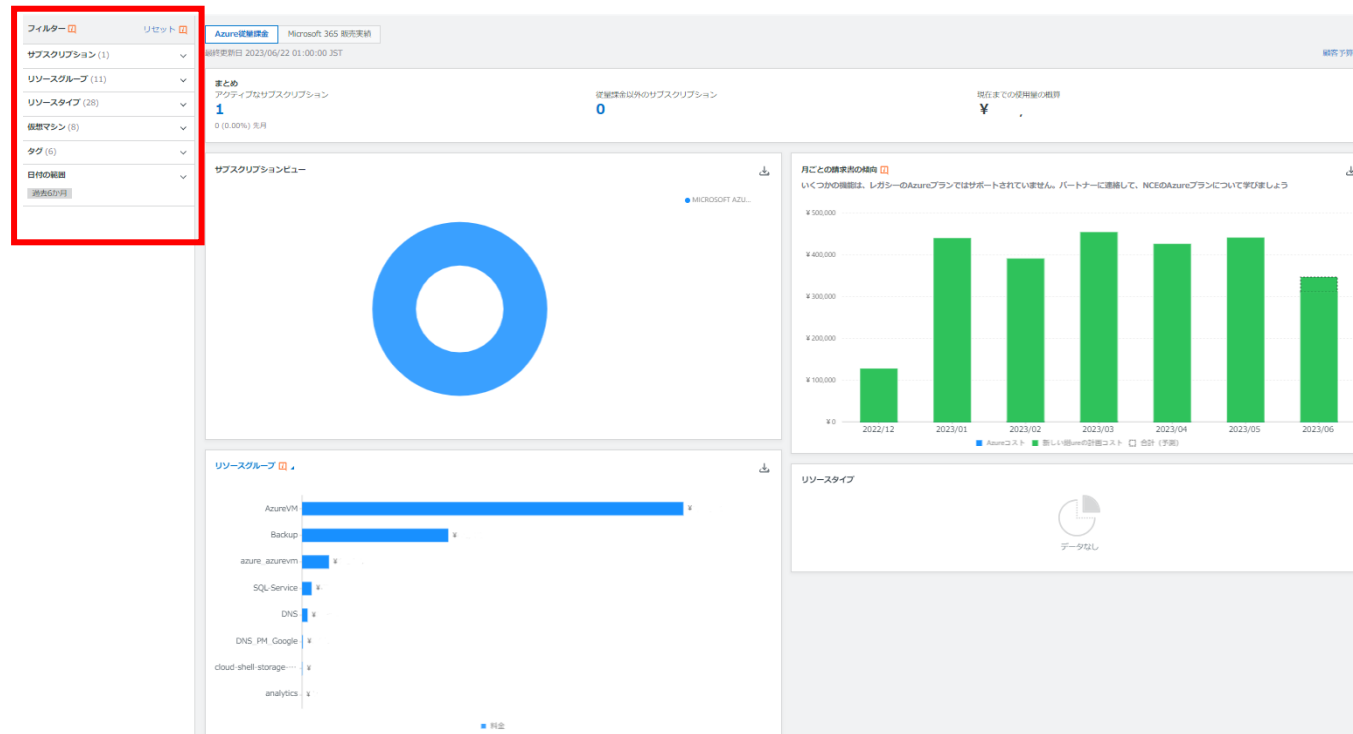 フィルター リセット
サブスクリプション (1)
リソースグループ (11)
リソースタイプ (28)
仮想マシン (8)
タグ (6)
日付の範囲
過去6か月
Azure従量課金 Microsoft 365 販売実績
最終更新日 2023/06/22 01:00:00 JST
顧客予算
まとめ
アクティブなサブスクリプション
1
0 (0.00%) 先月
従量課金以外のサブスクリプション
0
現在までの使用量の概算
¥
サブスクリプションビュー
MICROSOFT AZU...
月ごとの請求書の傾向
いくつかの機能は、レガシーのAzureプランではサポートされていません。パートナーに連絡して、NCEのAzureプランについて学びましょう
¥ 500,000
¥ 400,000
¥ 300,000
¥ 200,000
¥ 100,000
¥ 0
2022/12 2023/01 2023/02 2023/03 2023/04 2023/05 2023/06
Azureコスト 新しい紺ureの計画コスト 合計 (予測)
リソースグループ
AzureVM ¥
Backup ¥
azure_azurevm ¥
SQL-Service ¥
DNS ¥
DNS_PM_Google ¥
cloud-shell-storage-··· ¥
analytics ¥
料金
リソースタイプ
データなし